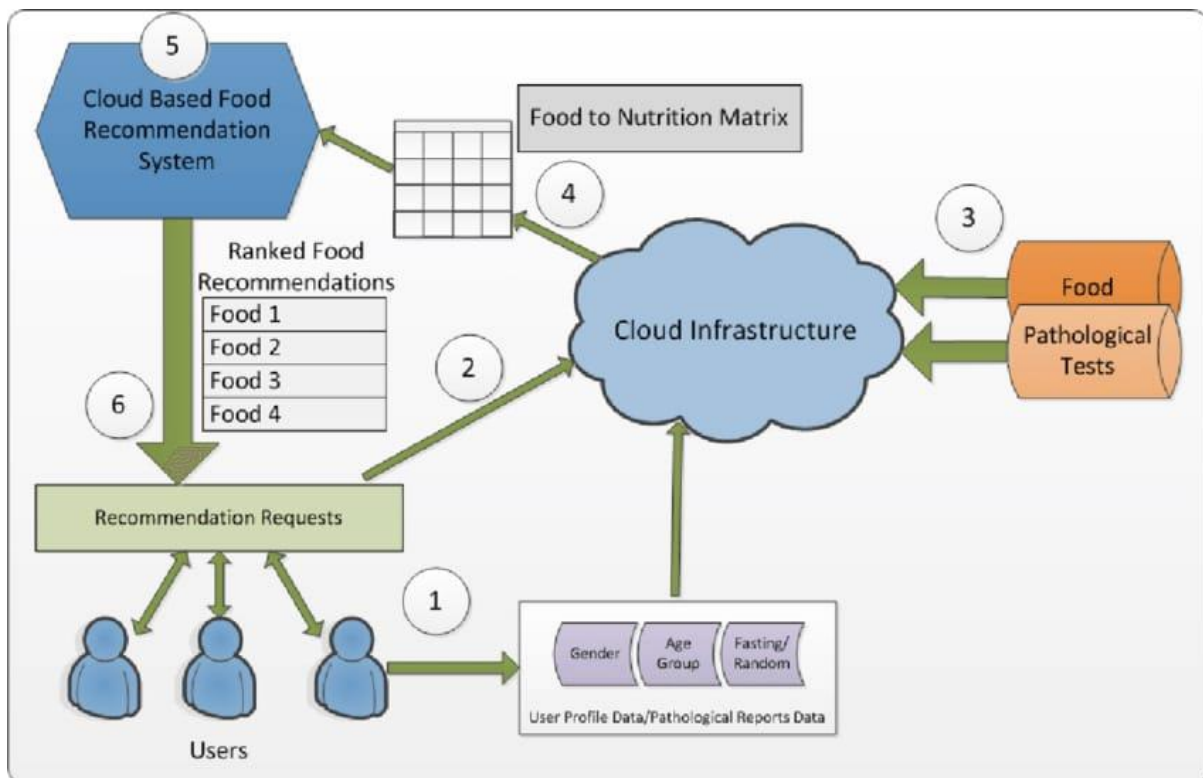 5
Cloud Based Food
Recommendation
System
Food to Nutrition Matrix
4
3
Ranked Food
Recommendations
Food 1
Food 2
Food 3
Food 4
Cloud Infrastructure
Food
Pathological
Tests
2
6
Recommendation Requests
1
Gender
Age
Group
Fasting/
Random
User Profile Data/Pathological Reports Data
Users